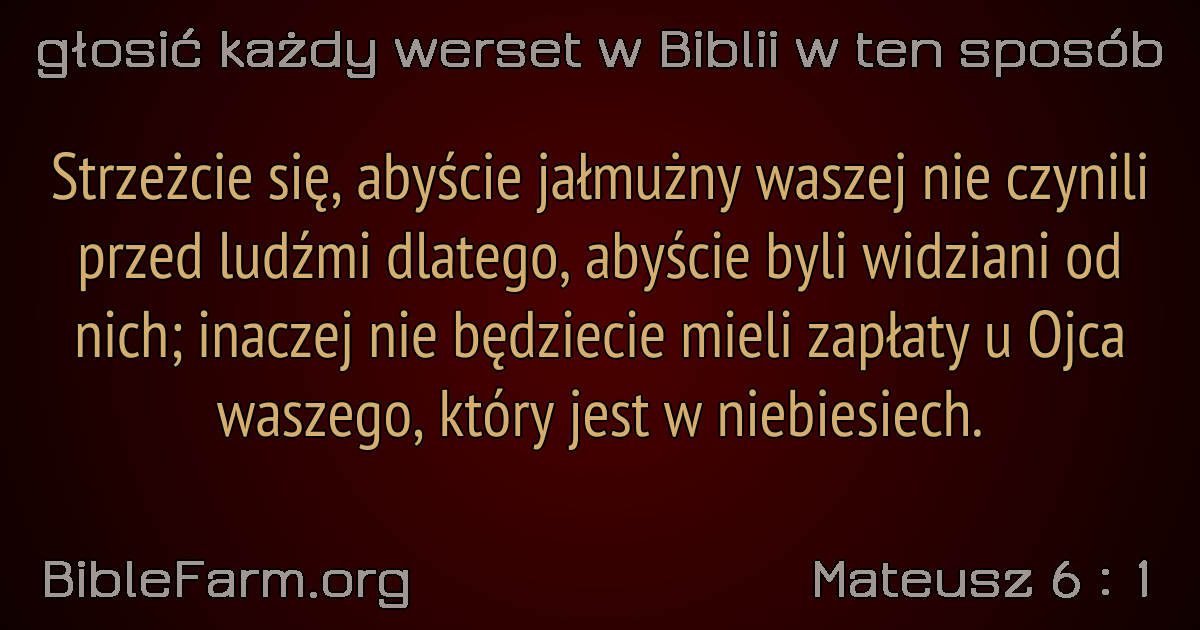 głosić każdy werset w Biblii w ten sposób
Strzeżcie się, abyście jałmużny waszej nie czynili
przed ludźmi dlatego, abyście byli widziani od
nich; inaczej nie będziecie mieli zapłaty u Ojca
waszego, który jest w niebiesiech.
BibleFarm.org
Mateusz 6 : 1